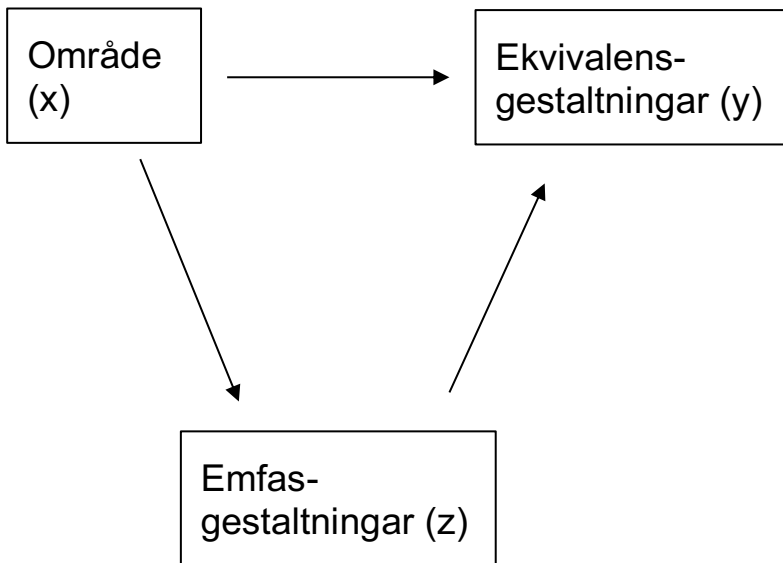 Område
(x)
Ekvivalens-
gestaltningar (y)
Emfas-
gestaltningar (z)